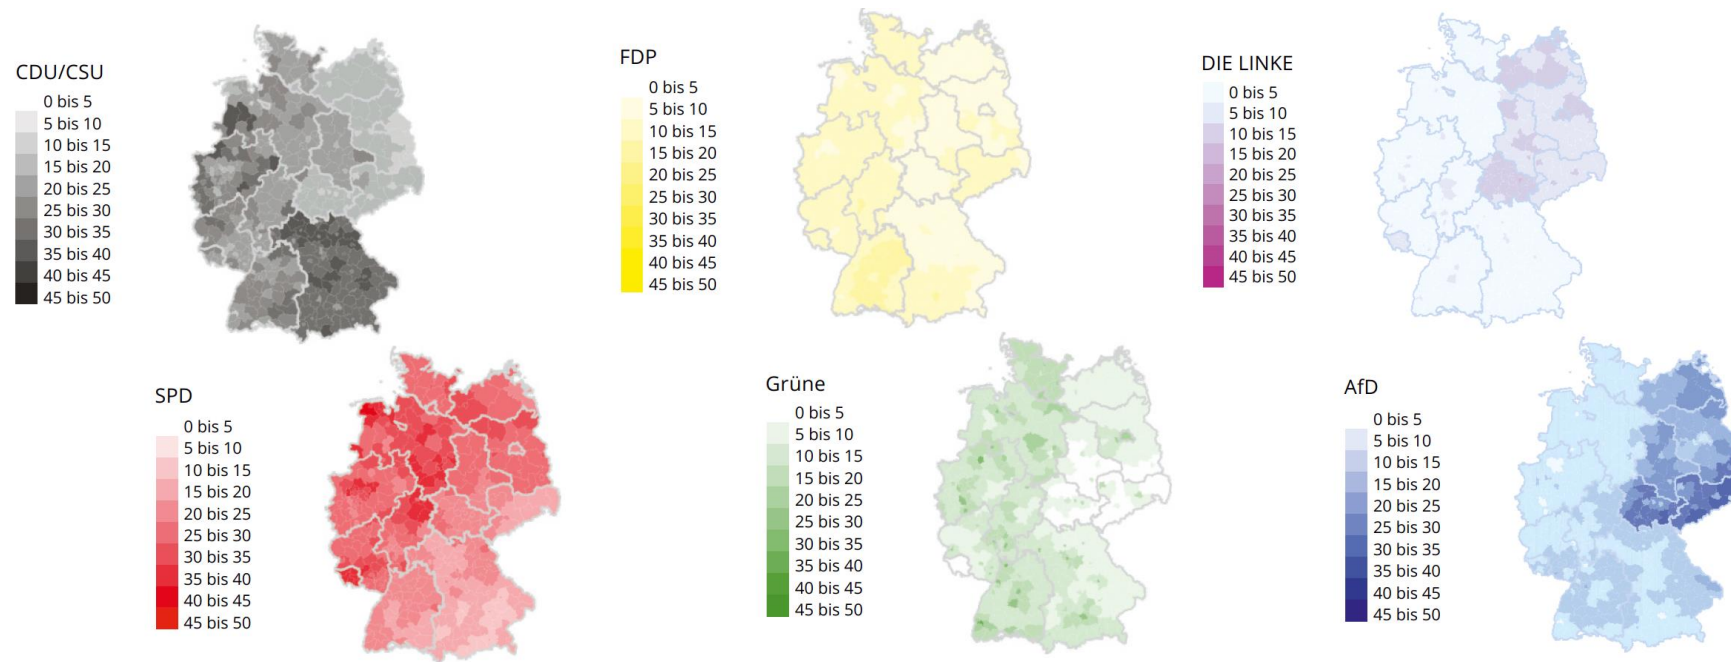 CDU/CSU
0 bis 5
5 bis 10
10 bis 15
15 bis 20
20 bis 25
25 bis 30
30 bis 35
35 bis 40
40 bis 45
45 bis 50
FDP
0 bis 5
5 bis 10
10 bis 15
15 bis 20
20 bis 25
25 bis 30
30 bis 35
35 bis 40
40 bis 45
45 bis 50
DIE LINKE
0 bis 5
5 bis 10
10 bis 15
15 bis 20
20 bis 25
25 bis 30
30 bis 35
35 bis 40
40 bis 45
45 bis 50
SPD
0 bis 5
5 bis 10
10 bis 15
15 bis 20
20 bis 25
25 bis 30
30 bis 35
35 bis 40
40 bis 45
45 bis 50
Grüne
0 bis 5
5 bis 10
10 bis 15
15 bis 20
20 bis 25
25 bis 30
30 bis 35
35 bis 40
40 bis 45
45 bis 50
AfD
0 bis 5
5 bis 10
10 bis 15
15 bis 20
20 bis 25
25 bis 30
30 bis 35
35 bis 40
40 bis 45
45 bis 50